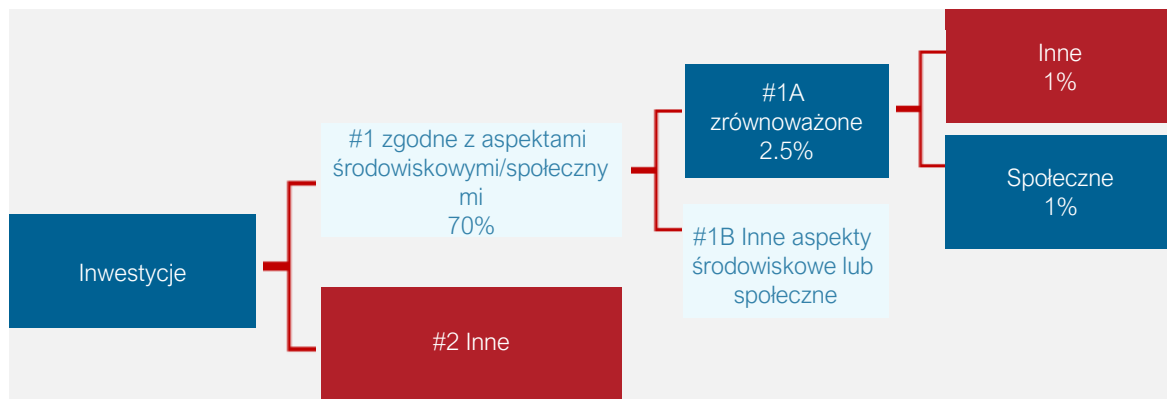 Inwestycje
#1 zgodne z aspektami
środowiskowymi/społeczny
mi
70%
#2 Inne
#1A
zrównoważone
2.5%
#1B Inne aspekty
środowiskowe lub
społeczne
Inne
1%
Społeczne
1%